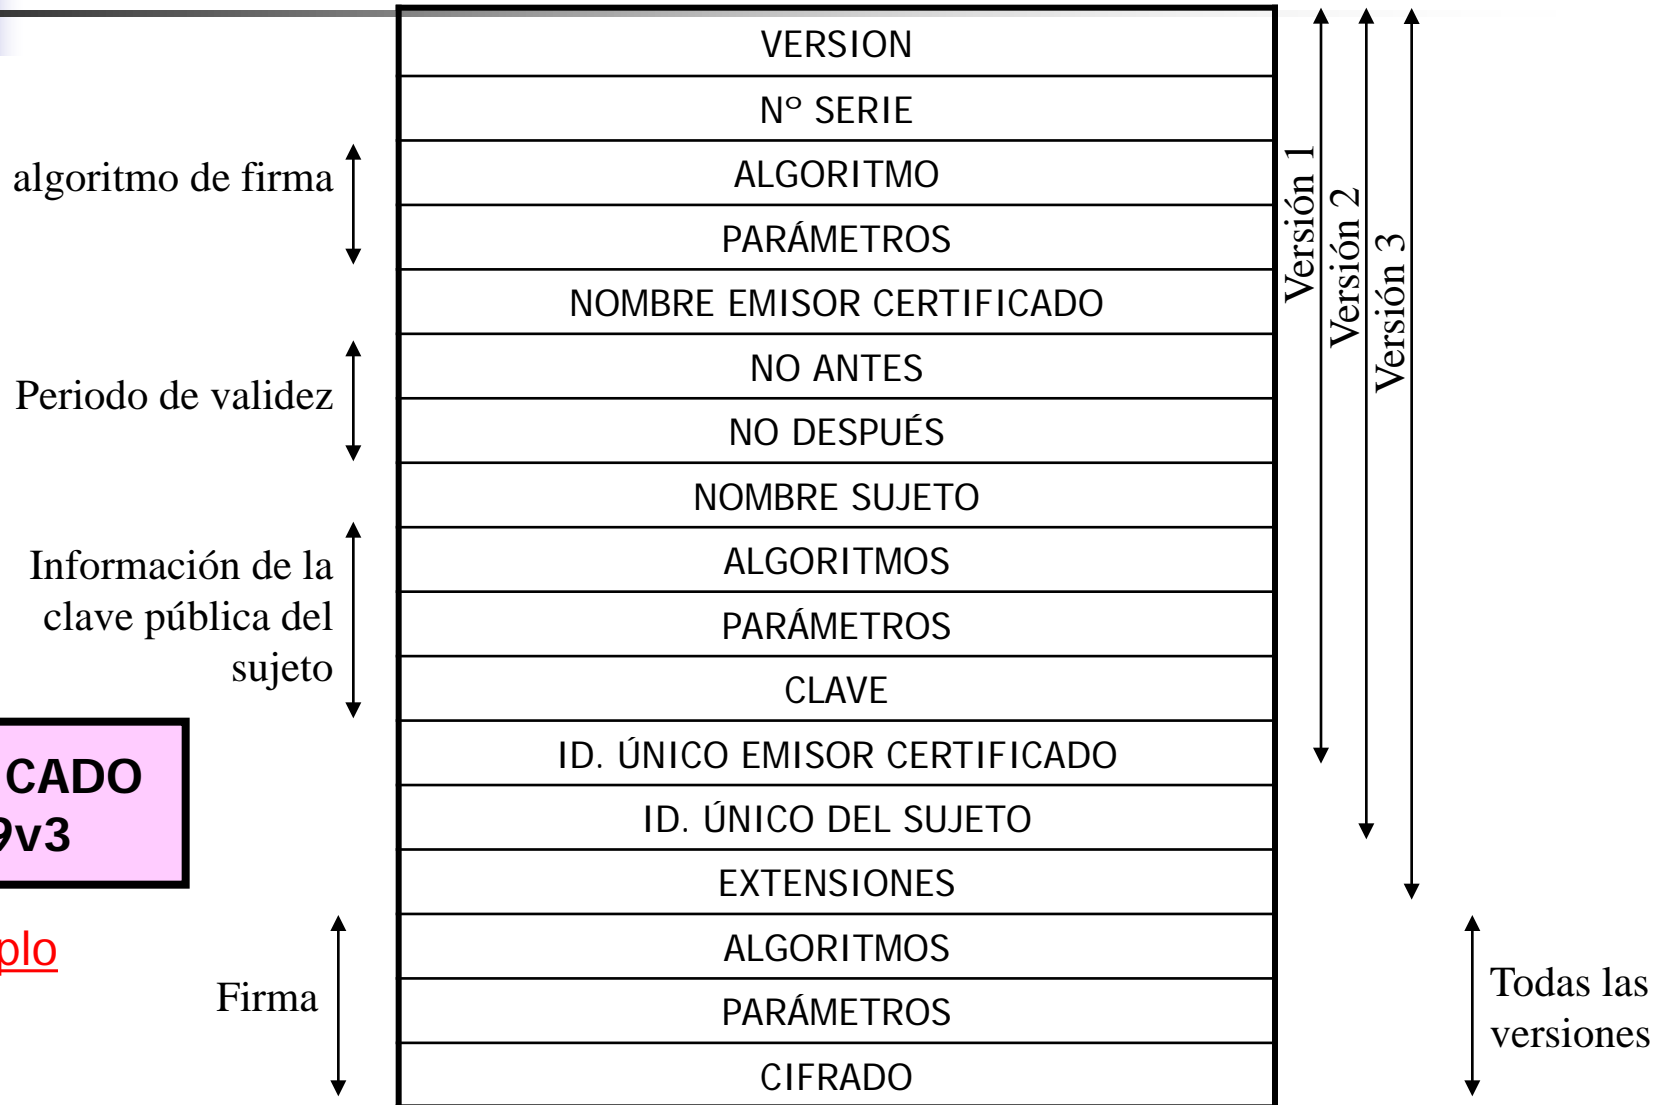 VERSION
Nº SERIE
algoritmo de firma
ALGORITMO
PARÁMETROS
NOMBRE EMISOR CERTIFICADO
Periodo de validez
NO ANTES
NO DESPUÉS
NOMBRE SUJETO
Información de la
clave pública del
sujeto
ALGORITMOS
PARÁMETROS
CLAVE
ID. ÚNICO EMISOR CERTIFICADO
ID. ÚNICO DEL SUJETO
EXTENSIONES
Firma
ALGORITMOS
PARÁMETROS
CIFRADO
Versión 1
Versión 2
Versión 3
Todas las
versiones
CADO
9v3
plo